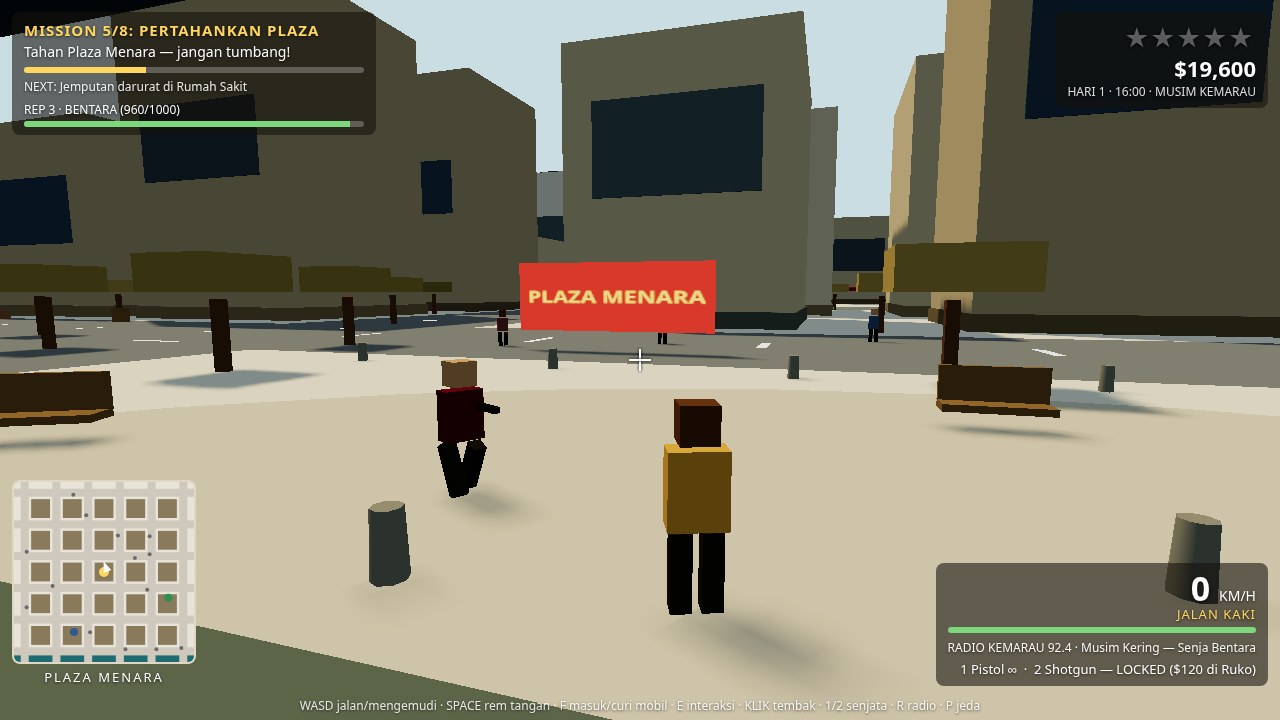 MISSION 5/8: PERTAHANKAN PLAZA
Tahan Plaza Menara — jangan tumbang!
NEXT: Jemputan darurat di Rumah Sakit
REP 3 · BENTARA (960/1000)
★★★★★
$19,600
HARI 1 · 16:00 · MUSIM KEMARAU
PLAZA MENARA
PLAZA MENARA
0 KM/H
JALAN KAKI
RADIO KEMARAU 92.4 · Musim Kering — Senja Bentara
1 Pistol ∞ · 2 Shotgun — LOCKED ($120 di Ruko)
WASD jalan/mengemudi · SPACE rem tangan · F masuk/curi mobil · E interaksi · KLIK tembak · 1/2 senjata · R radio · P jeda